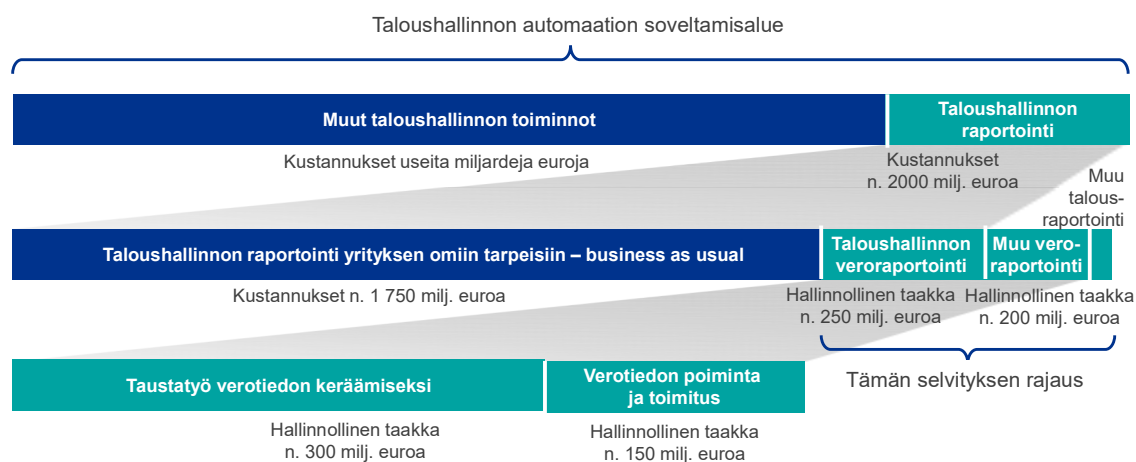 Taloushallinnon automaation soveltamisalue
Muut taloushallinnon toiminnot
Taloushallinnon
raportointi
Kustannukset useita miljardeja euroja
Kustannukset
n. 2000 milj. euroa
Muu
talous-
raportointi
Taloushallinnon raportointi yrityksen omiin tarpeisiin – business as usual
Taloushallinnon
veroraportointi
Muu vero-
raportointi
Kustannukset n. 1 750 milj. euroa
Hallinnollinen taakka
n. 250 milj. euroa
Hallinnollinen taakka
n. 200 milj. euroa
Taustatyö verotiedon keräämiseksi
Verotiedon poiminta
ja toimitus
Tämän selvityksen rajaus
Hallinnollinen taakka
n. 300 milj. euroa
Hallinnollinen taakka
n. 150 milj. euroa